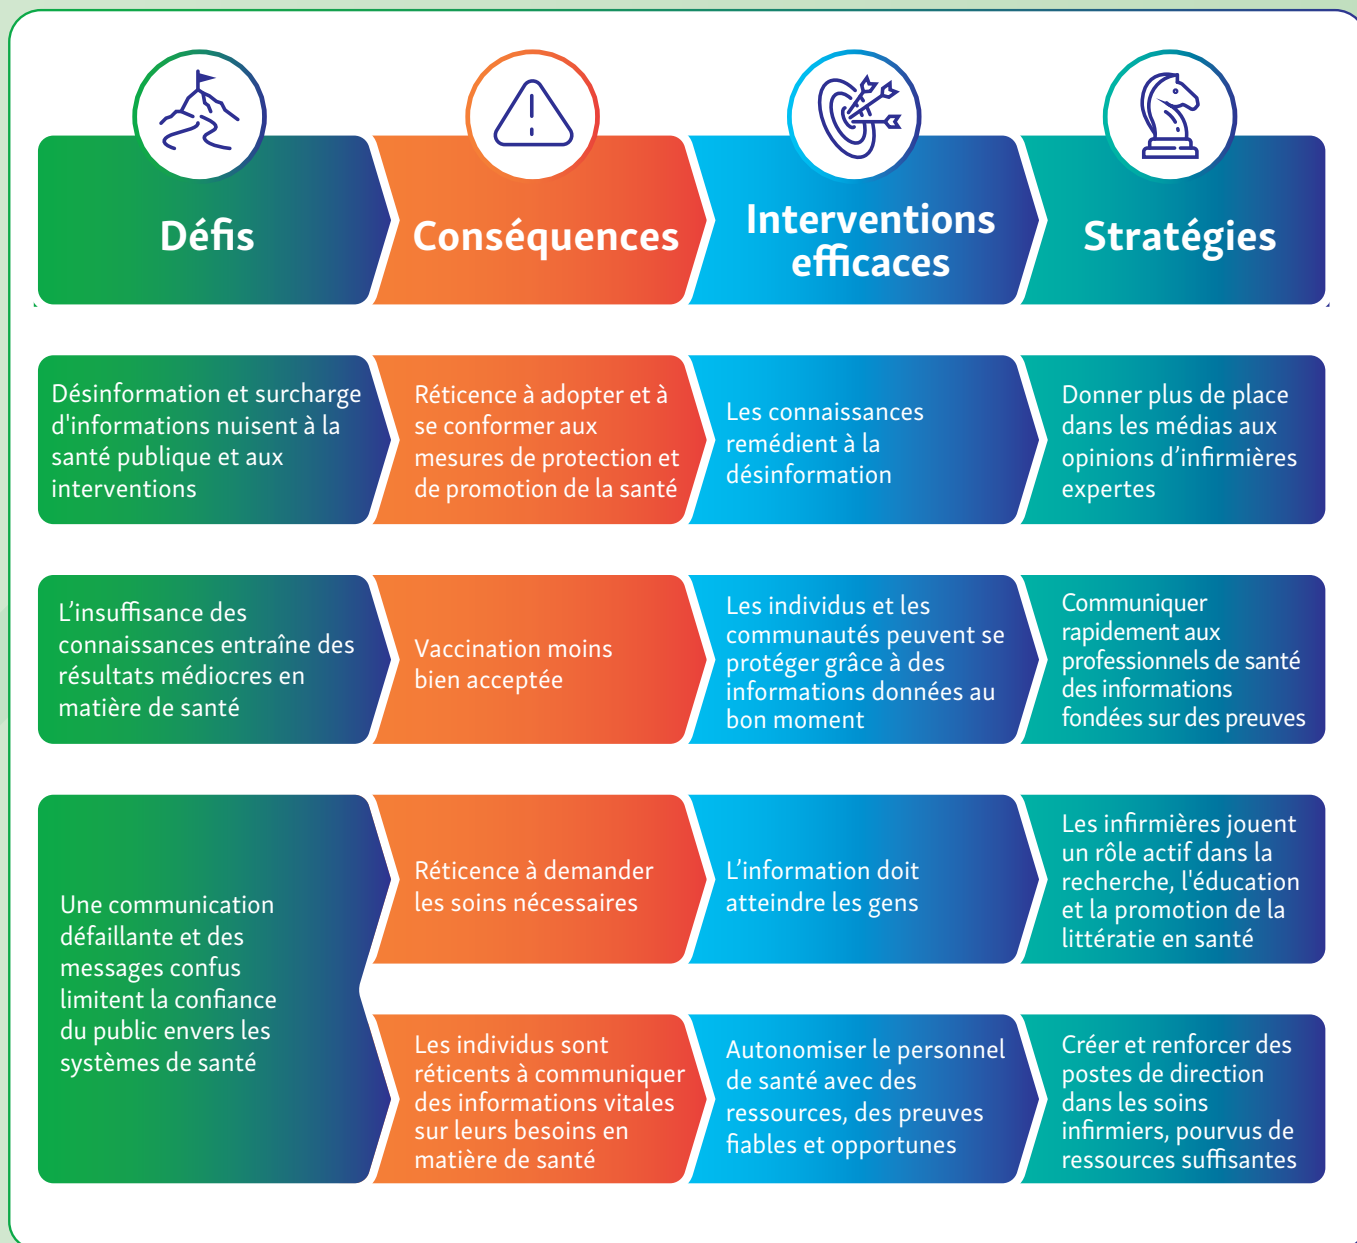 Défis
Conséquences
Interventions
efficaces
Stratégies
Désinformation et surcharge
d'informations nuisent à la
santé publique et aux
interventions
Réticence à adopter et à
se conformer aux
mesures de protection et
de promotion de la santé
Les connaissances
remédient à la
désinformation
Donner plus de place
dans les médias aux
opinions d’infirmières
expertes
L’insuffisance des
connaissances entraîne des
résultats médiocres en
matière de santé
Vaccination moins
bien acceptée
Les individus et les
communautés peuvent se
protéger grâce à des
informations données au
bon moment
Communiquer
rapidement aux
professionnels de santé
des informations
fondées sur des preuves
Une communication
défaillante et des
messages confus
limitent la confiance
du public envers les
systèmes de santé
Réticence à demander
les soins nécessaires
L’information doit
atteindre les gens
Les infirmières jouent
un rôle actif dans la
recherche, l'éducation
et la promotion de la
littératie en santé
Les individus sont
réticents à communiquer
des informations vitales
sur leurs besoins en
matière de santé
Autonomiser le personnel
de santé avec des
ressources, des preuves
fiables et opportunes
Créer et renforcer des
postes de direction
dans les soins
infirmiers, pourvus de
ressources suffisantes